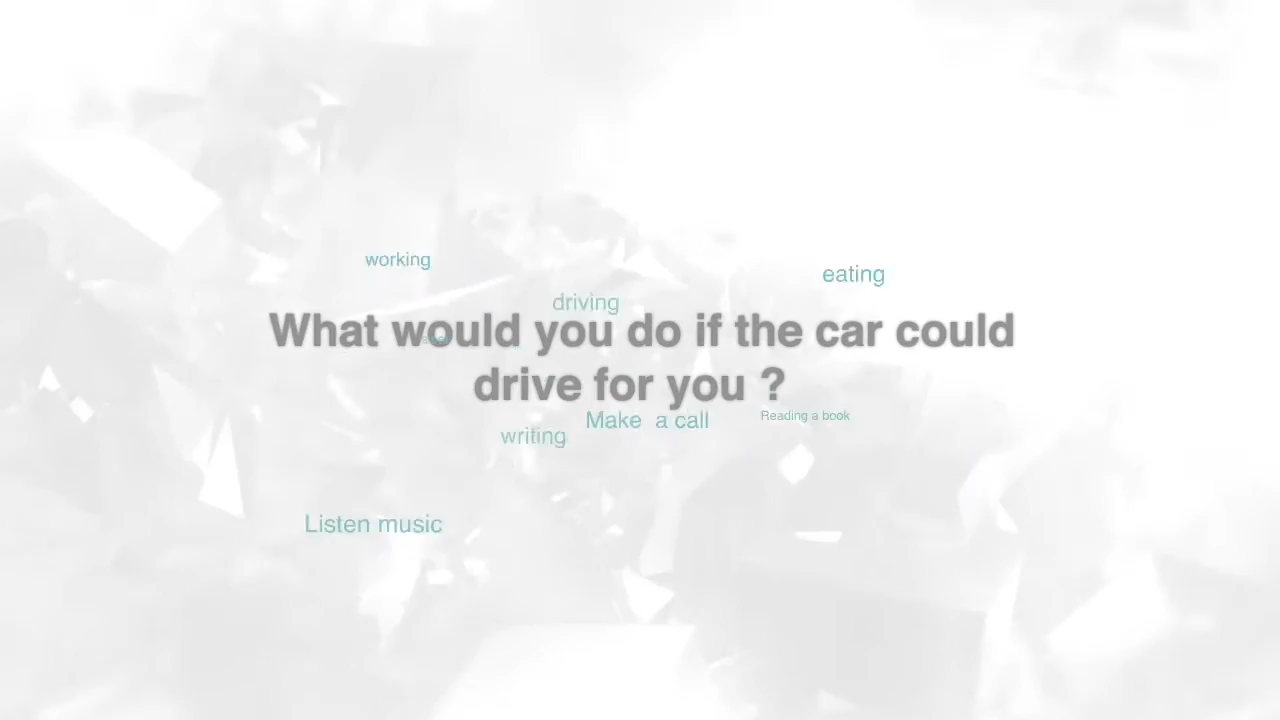 working
eating
driving
What would you do if the car could
drive for you ?
Reading a book
Make  a call
writing
Listen music